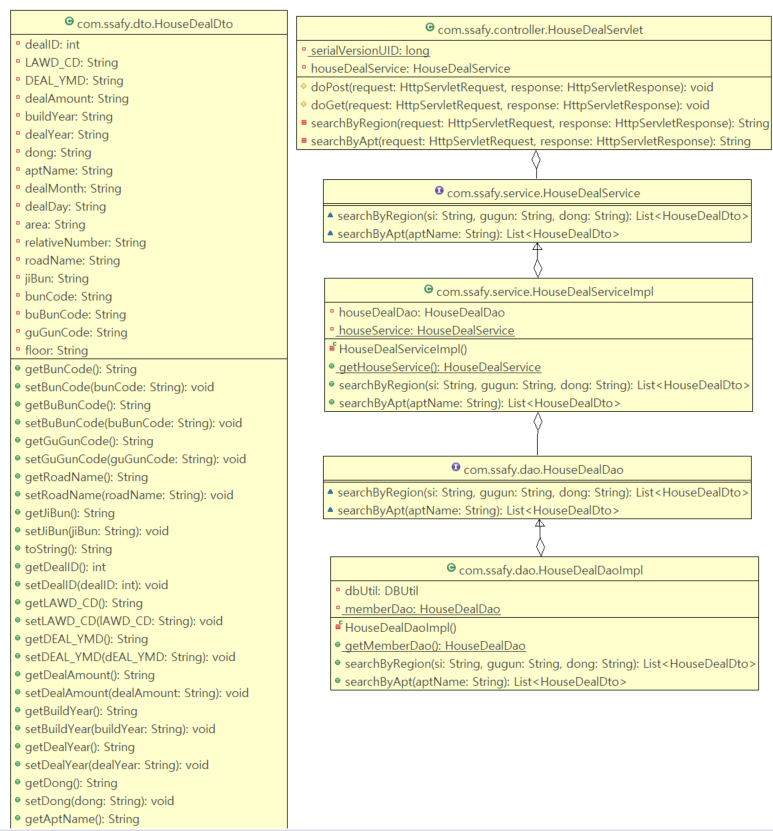 com.ssafy.dto.HouseDealDto
dealID: int
LAWD_CD: String
DEAL_YMD: String
dealAmount: String
buildYear: String
dealYear: String
dong: String
aptName: String
dealMonth: String
dealDay: String
area: String
relativeNumber: String
roadName: String
jiBun: String
bunCode: String
buBunCode: String
guGunCode: String
floor: String
getBunCode(): String
setBunCode(bunCode: String): void
getBuBunCode(): String
setBuBunCode(buBunCode: String): void
getGuGunCode(): String
setGuGunCode(guGunCode: String): void
getRoadName(): String
setRoadName(roadName: String): void
getJiBun(): String
setJiBun(jiBun: String): void
toString(): String
getDealID(): int
setDealID(dealID: int): void
getLAWD_CD(): String
setLAWD_CD(lAWD_CD: String): void
getDEAL_YMD(): String
setDEAL_YMD(dEAL_YMD: String): void
getDealAmount(): String
setDealAmount(dealAmount: String): void
getBuildYear(): String
setBuildYear(buildYear: String): void
getDealYear(): String
setDealYear(dealYear: String): void
getDong(): String
setDong(dong: String): void
getAptName(): String
com.ssafy.controller.HouseDealServlet
serialVersionUID: long
houseDealService: HouseDealService
doPost(request: HttpServletRequest, response: HttpServletResponse): void
doGet(request: HttpServletRequest, response: HttpServletResponse): void
searchByRegion(request: HttpServletRequest, response: HttpServletResponse): String
searchByApt(request: HttpServletRequest, response: HttpServletResponse): String
com.ssafy.service.HouseDealService
searchByRegion(si: String, gugun: String, dong: String): List<HouseDealDto>
searchByApt(aptName: String): List<HouseDealDto>
com.ssafy.service.HouseDealServiceImpl
houseDealDao: HouseDealDao
houseService: HouseDealService
HouseDealServiceImpl()
getHouseService(): HouseDealService
searchByRegion(si: String, gugun: String, dong: String): List<HouseDealDto>
searchByApt(aptName: String): List<HouseDealDto>
com.ssafy.dao.HouseDealDao
searchByRegion(si: String, gugun: String, dong: String): List<HouseDealDto>
searchByApt(aptName: String): List<HouseDealDto>
com.ssafy.dao.HouseDealDaoImpl
dbUtil: DBUtil
memberDao: HouseDealDao
HouseDealDaoImpl()
getMemberDao(): HouseDealDao
searchByRegion(si: String, gugun: String, dong: String): List<HouseDealDto>
searchByApt(aptName: String): List<HouseDealDto>